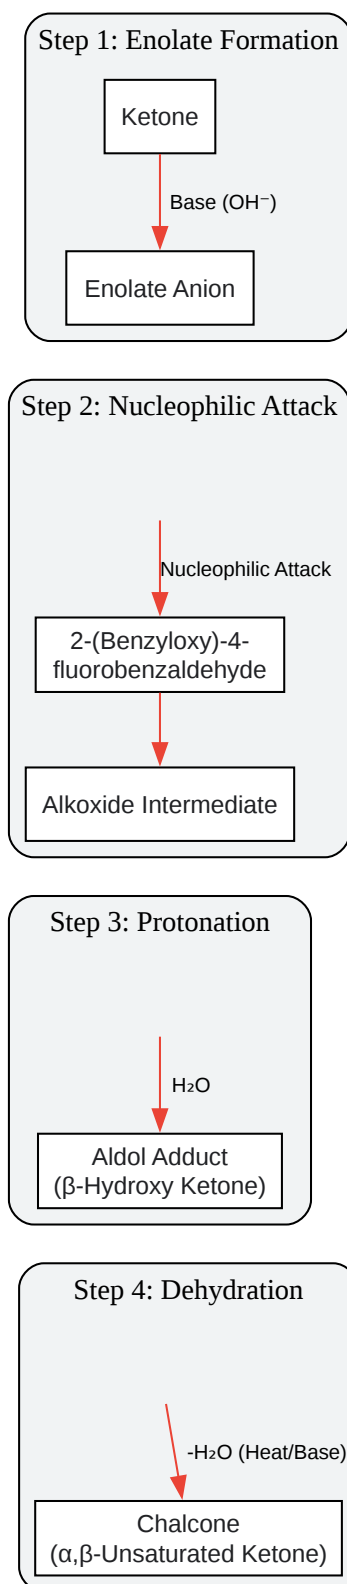 Step 1: Enolate Formation
Ketone
Base (OH⁻)
Enolate Anion
Step 2: Nucleophilic Attack
Nucleophilic Attack
2-(Benzyloxy)-4-
fluorobenzaldehyde
Alkoxide Intermediate
Step 3: Protonation
H₂O
Aldol Adduct
(β-Hydroxy Ketone)
Step 4: Dehydration
-H₂O (Heat/Base)
Chalcone
(α,β-Unsaturated Ketone)